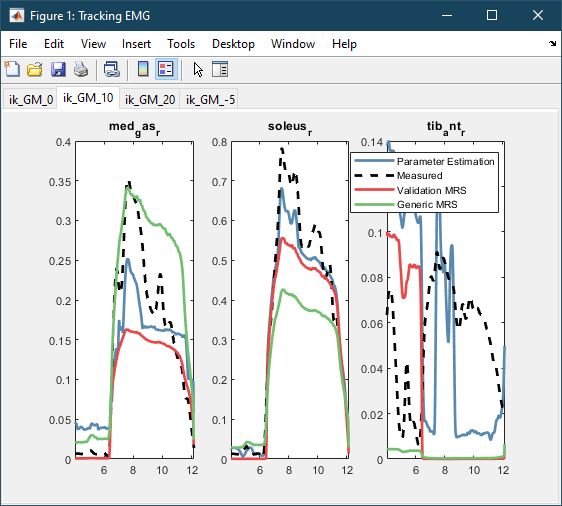 Figure 1: Tracking EMG
File Edit View Insert Tools Desktop Window Help
ik_GM_0 ik_GM_10 ik_GM_20 ik_GM_-5
med_gas_r
0.4
0.35
0.3
0.25
0.2
0.15
0.1
0.05
0
6 8 10 12
soleus_r
0.8
0.7
0.6
0.5
0.4
0.3
0.2
0.1
0
6 8 10 12
tib_ant_r
0.14
0.12
0.1
0.08
0.06
0.04
0.02
0
6 8 10 12
Parameter Estimation
Measured
Validation MRS
Generic MRS